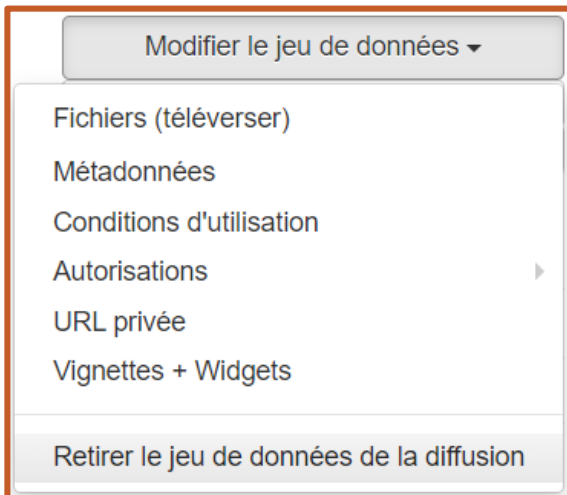 Modifier le jeu de données
Fichiers (téléverser)
Métadonnées
Conditions d'utilisation
Autorisations
URL privée
Vignettes + Widgets
Retirer le jeu de données de la diffusion